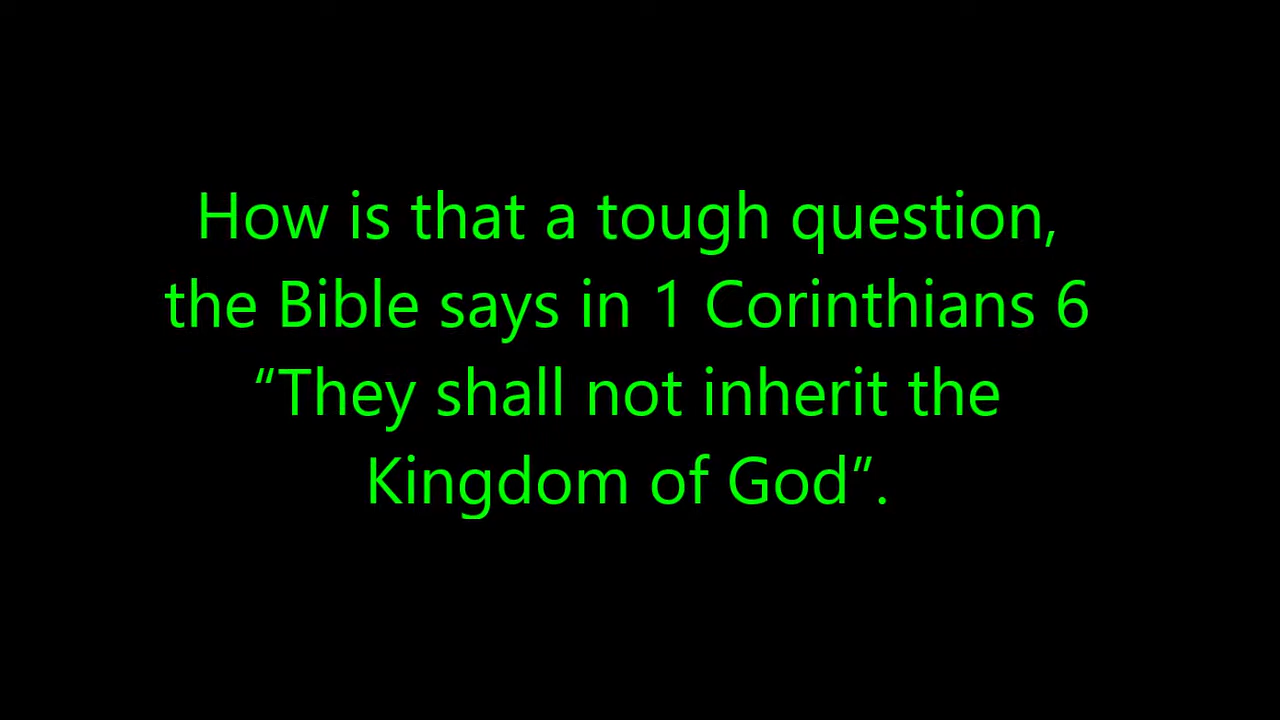 How is that a tough question,
the Bible says in 1 Corinthians 6
“They shall not inherit the
Kingdom of God”.